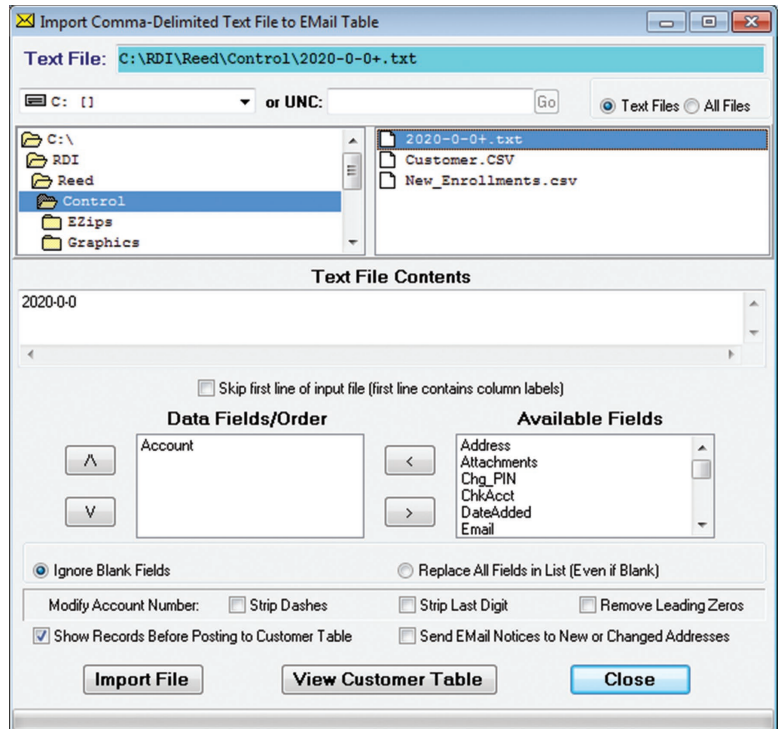 Import Comma-Delimited Text File to EMail Table
Text File: C:\RDI\Reed\Control\2020-0-0+.txt
C: [] or UNC: Go Text Files All Files
C:\
RDI
Reed
Control
EZips
Graphics
2020-0-0+.txt
Customer.CSV
New_Enrollments.csv
Text File Contents
2020-0-0
Skip first line of input file (first line contains column labels)
Data Fields/Order
Account
/\
V
<
>
Available Fields
Address
Attachments
Chg_PIN
ChkAcct
DateAdded
Email
Ignore Blank Fields Replace All Fields in List (Even if Blank)
Modify Account Number: Strip Dashes Strip Last Digit Remove Leading Zeros
Show Records Before Posting to Customer Table Send EMail Notices to New or Changed Addresses
Import File View Customer Table Close